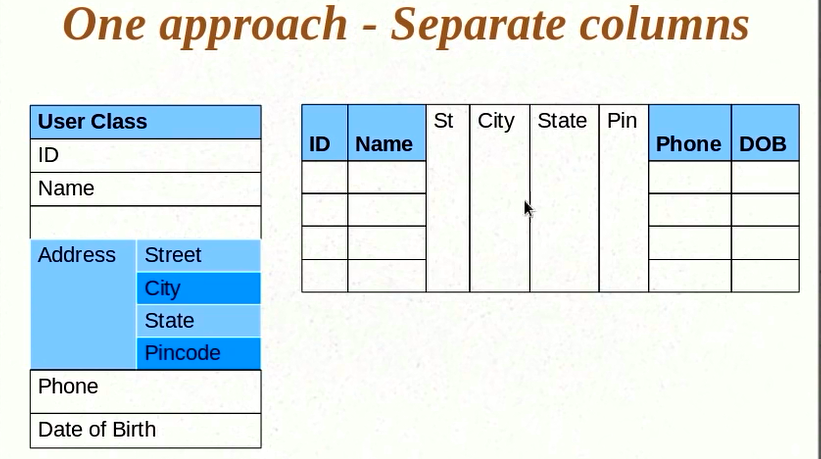 One approach - Separate columns
User Class
ID
Name
Address
Street
City
State
Pincode
Phone
Date of Birth
ID Name St City State Pin Phone DOB